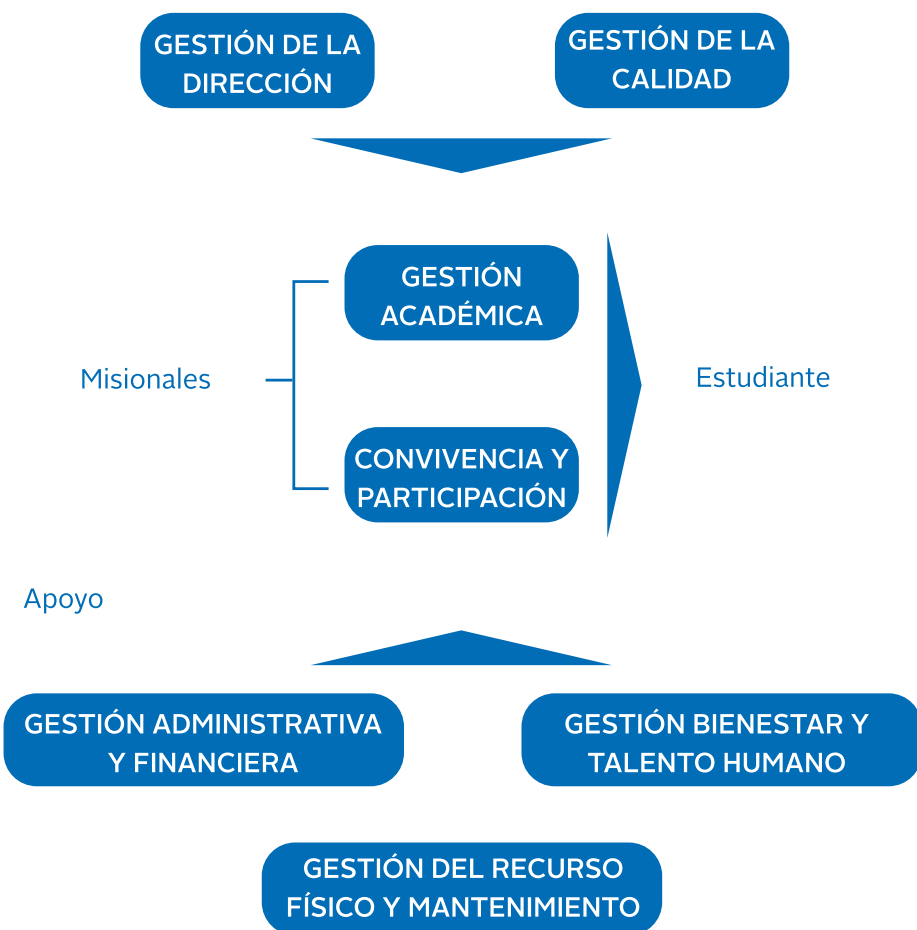 GESTIÓN DE LA
DIRECCIÓN
GESTIÓN DE LA
CALIDAD
GESTIÓN
ACADÉMICA
Misionales
Estudiante
CONVIVENCIA Y
PARTICIPACIÓN
Apoyo
GESTIÓN ADMINISTRATIVA
Y FINANCIERA
GESTIÓN BIENESTAR Y
TALENTO HUMANO
GESTIÓN DEL RECURSO
FÍSICO Y MANTENIMIENTO